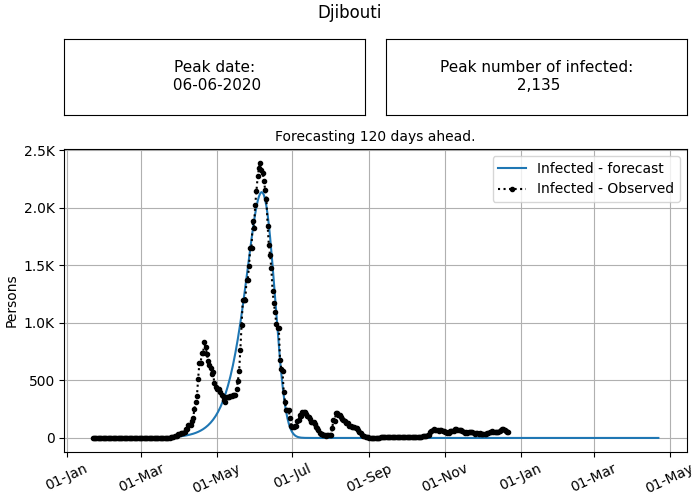 Djibouti
Peak date:
06-06-2020
Peak number of infected:
2,135
Forecasting 120 days ahead.
Infected - forecast
Infected - Observed
Persons
2.5K
2.0K
1.5K
1.0K
500
0
01-Jan
01-Mar
01-May
01-Jul
01-Sep
01-Nov
01-Jan
01-Mar
01-May